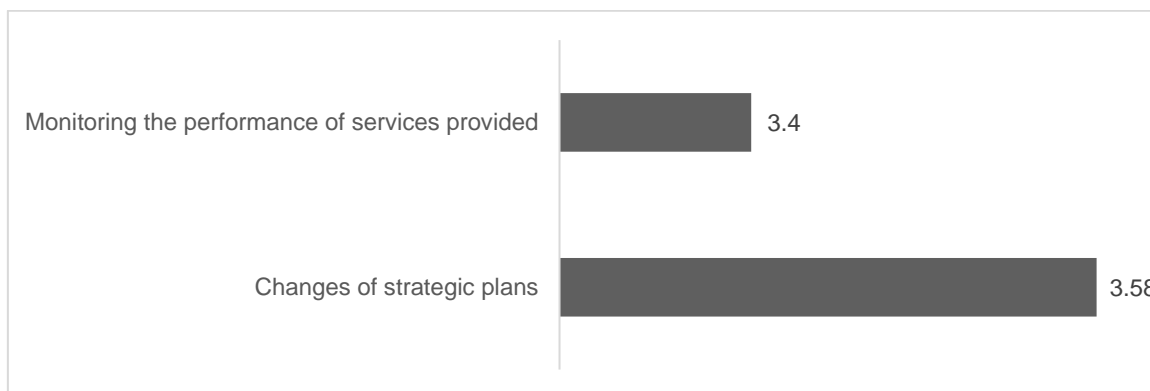 Monitoring the performance of services provided
3.4
Changes of strategic plans
3.58